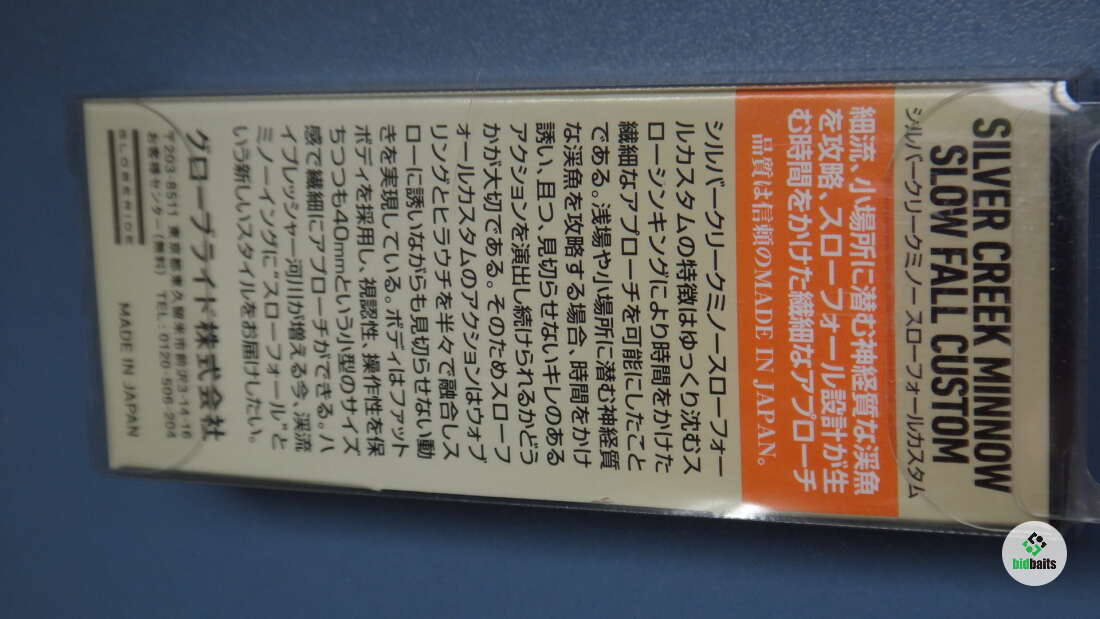 SILVER CREEK MINNOW
SLOW FALL CUSTOM
シルバークリークミノー スローフォールカスタム
細流、小場所に潜む神経質な渓魚
を攻略、スローフォール設計が生
む時間をかけた繊細なアプローチ
品質は信頼のMADE IN JAPAN。
シルバークリークミノースローフォー
ルカスタムの特徴はゆっくり沈むス
ローシンキングにより時間をかけた
繊細なアプローチを可能にしたこと
である。浅場や小場所に潜む神経質
な渓魚を攻略する場合、時間をかけ
誘い、且つ、見切らせないキレのある
アクションを演出し続けられるかどう
かが大切である。そのためスローフ
ォールカスタムのアクションはウォブ
リングとヒラウチを半々で融合しス
ローに誘いながらも見切らせない動
きを実現している。ボディはファット
ボディを採用し、視認性、操作性を保
ちつつも40mmという小型のサイズ
感で繊細にアプローチができる。ハ
イプレッシャー河川が増える今、渓流
ミノーイングに“スローフォール”と
いう新しいスタイルをお届けしたい。
グローブライド株式会社
〒203-8511 東京都東久留米市前沢3-14-16
お客様センター(無料) TEL:0120-506-204
GLOBERIDE
MADE IN JAPAN
bidbaits